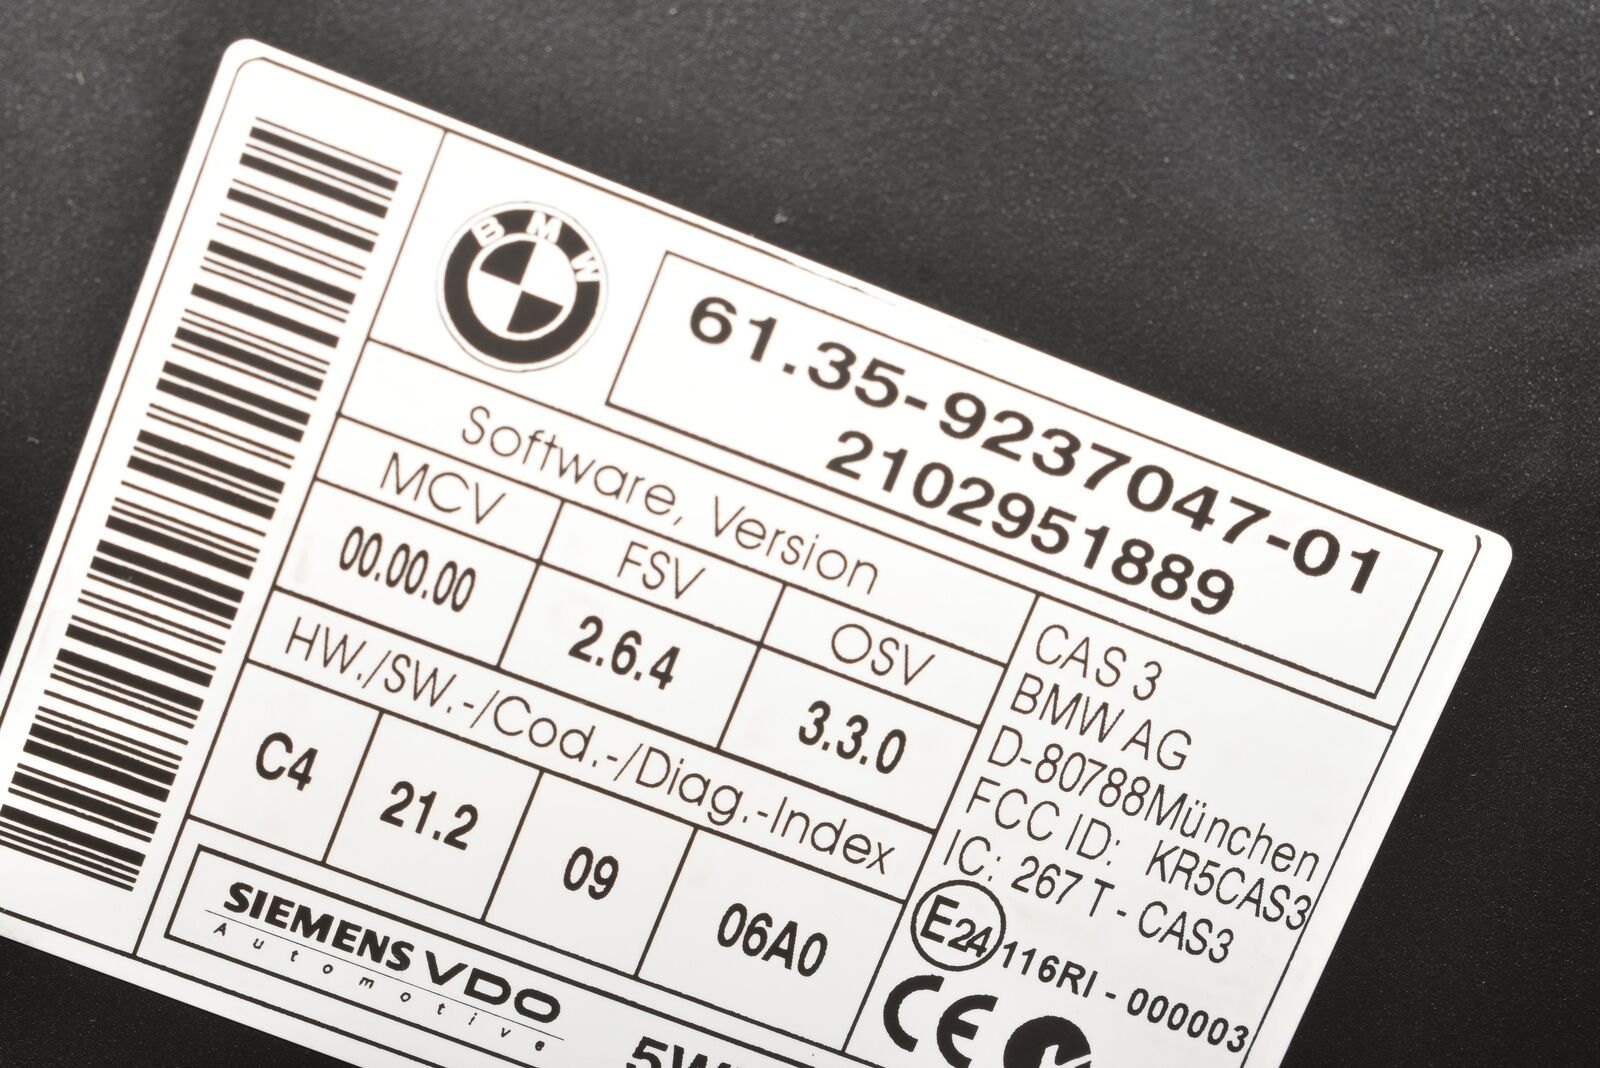 BMW
61.35-9237047-01
2102951889
Software, Version
MCV FSV OSV
00.00.00 2.6.4 3.3.0
HW./SW.-/Cod.-/Diag.-Index
C4 21.2 09 06A0
CAS 3
BMW AG
D-80788München
FCC ID: KR5CAS3
IC: 267 T - CAS3
E24 116RI - 000003
CE
SIEMENS VDO
Automotive